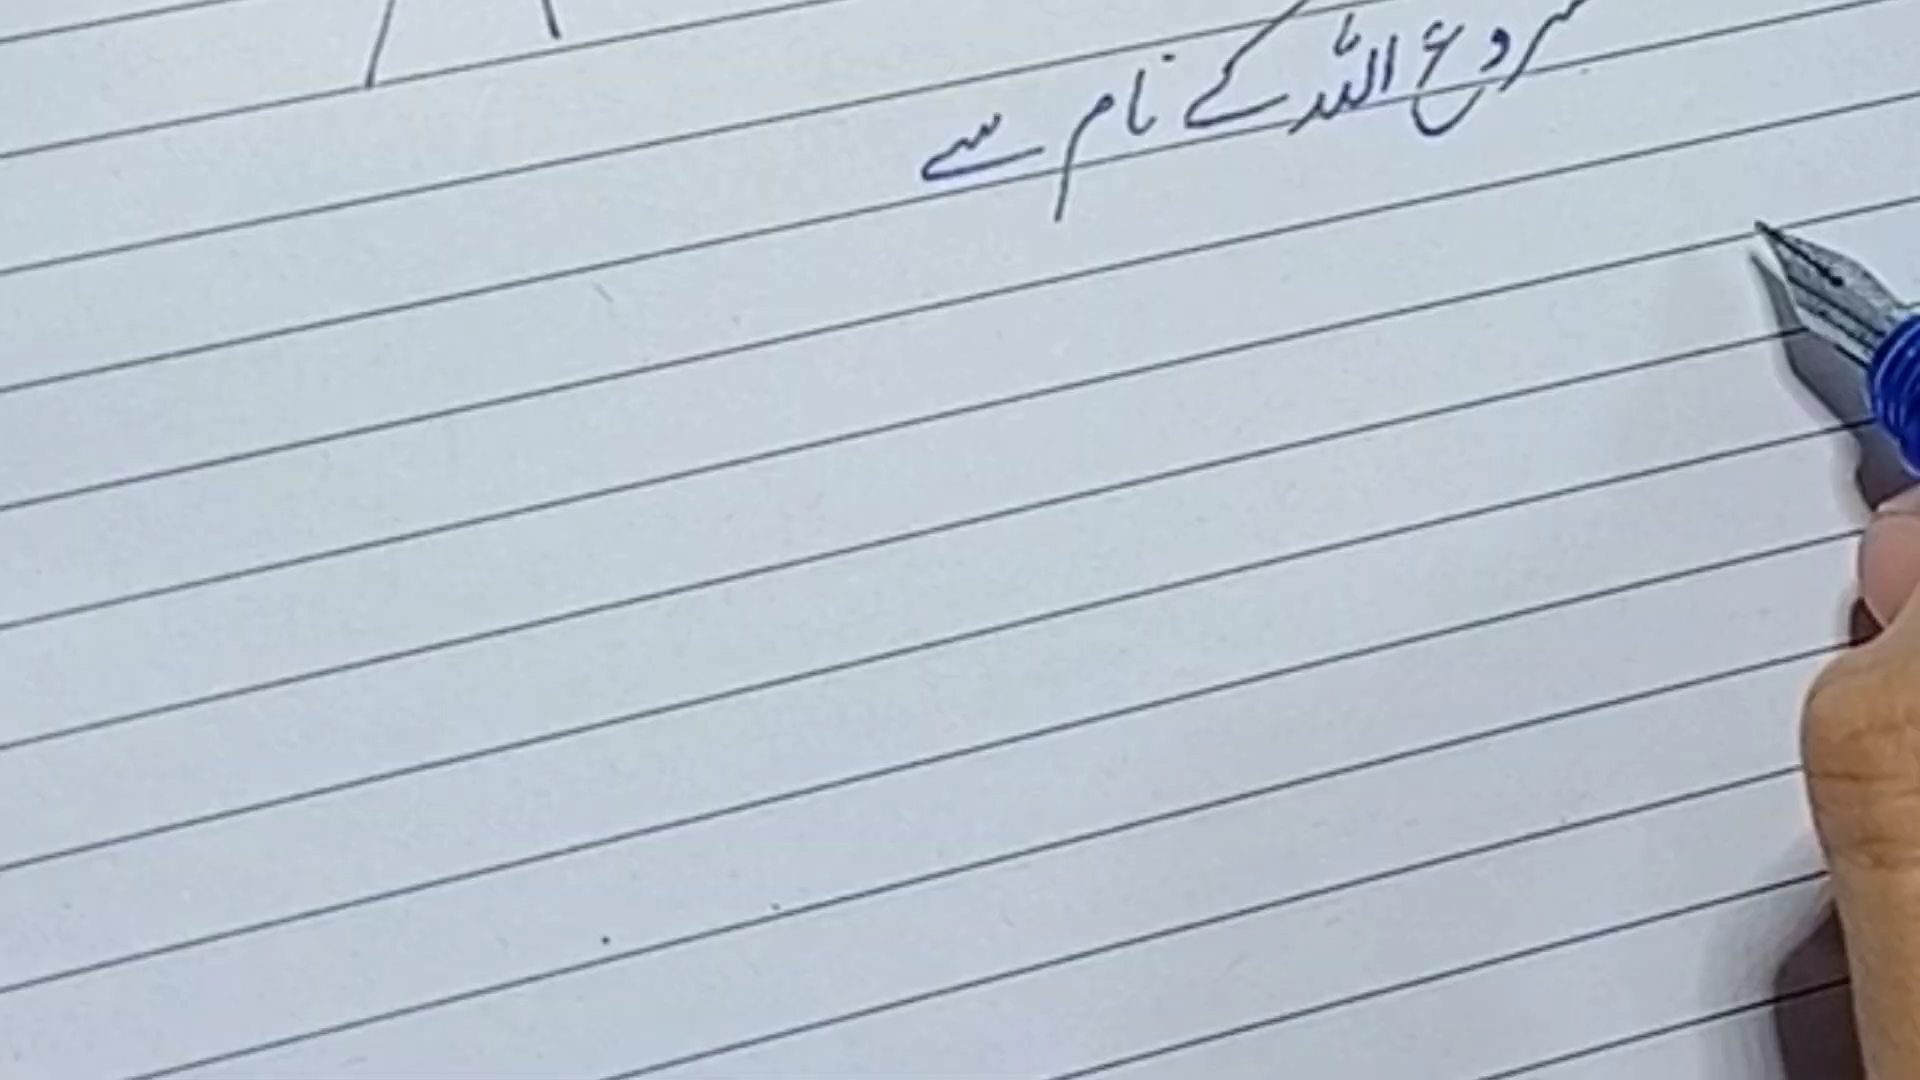 شروع اللہ کے نام سے